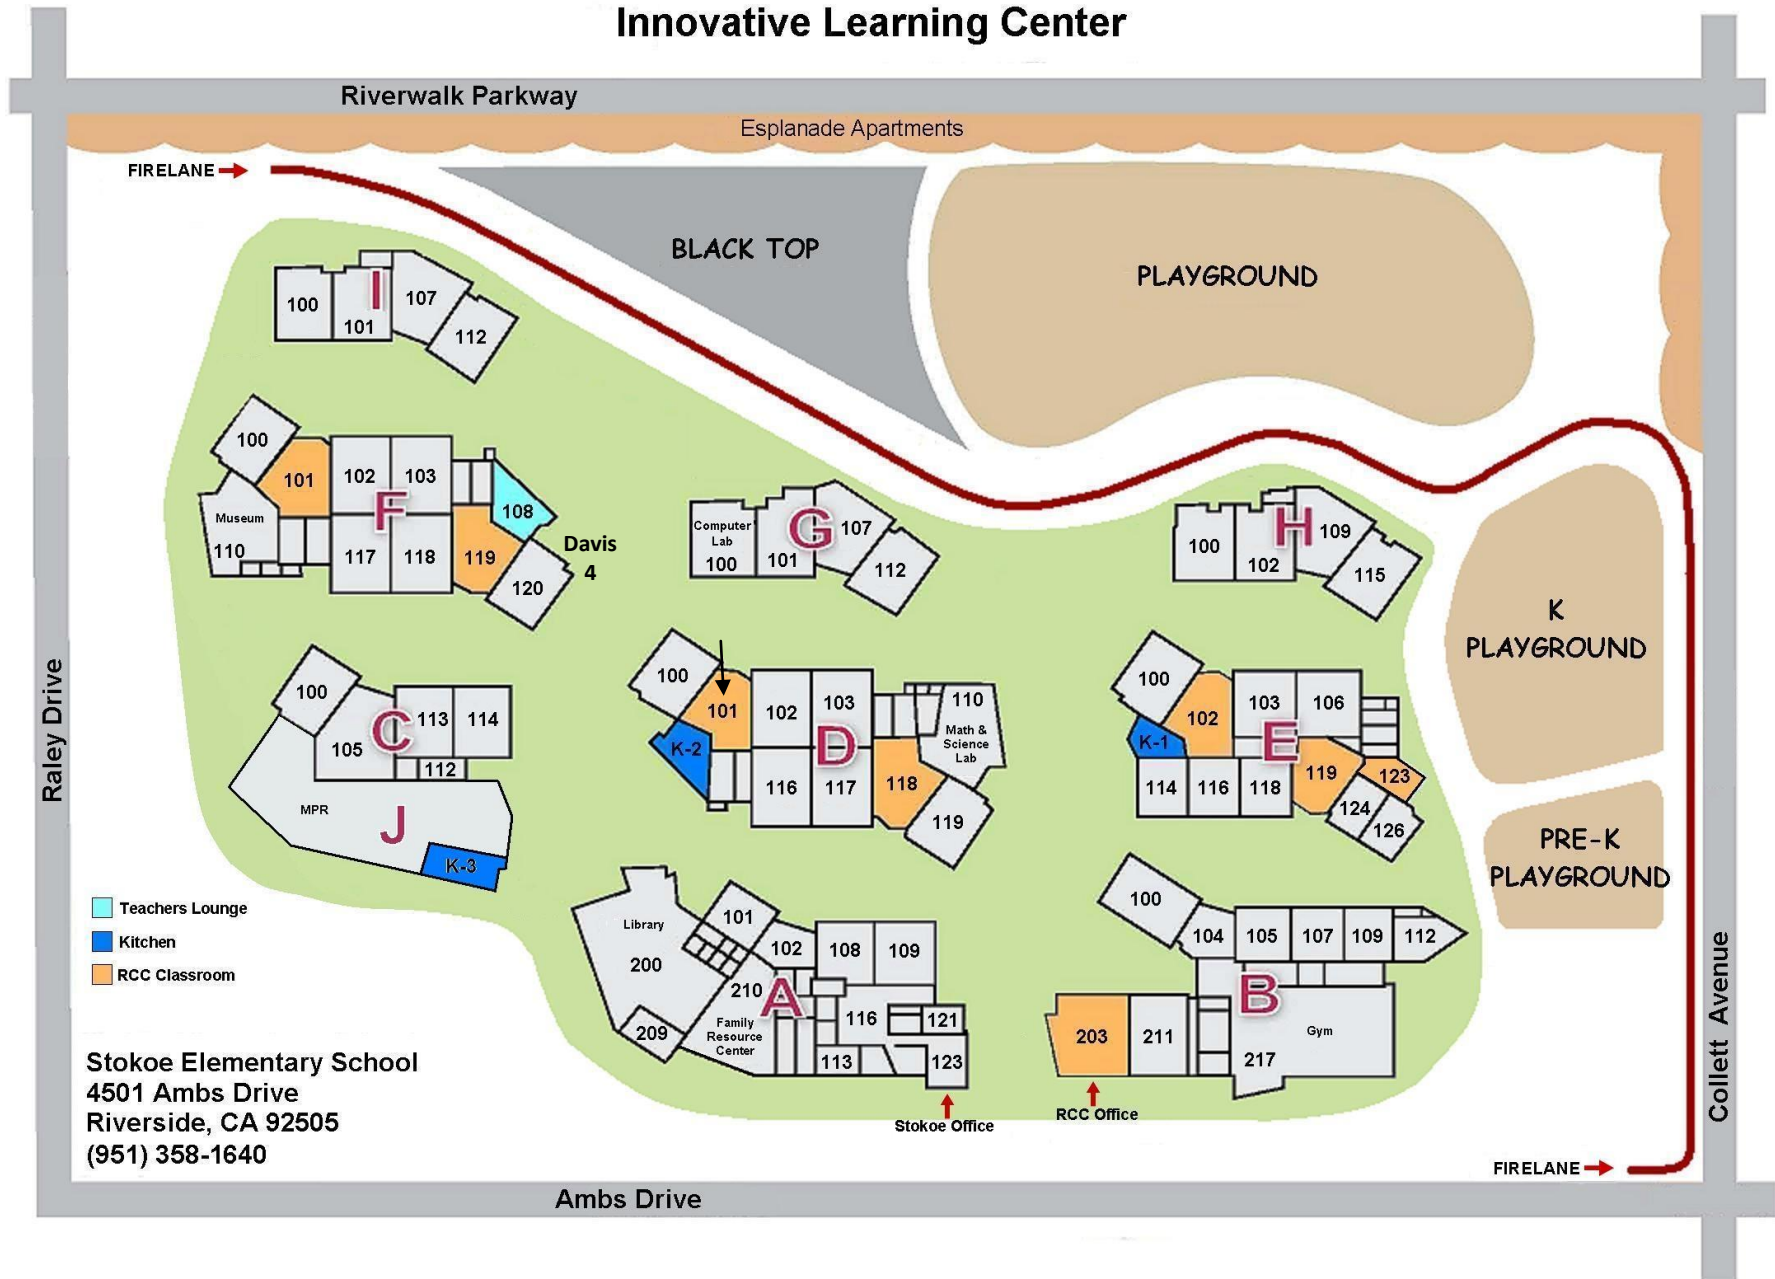 Innovative Learning Center
Riverwalk Parkway
Esplanade Apartments
FIRELANE
BLACK TOP
PLAYGROUND
I
100
101
107
112
F
100
101
102
103
108
Museum
110
117
118
119
120
Davis
4
G
Computer
Lab
100
101
107
112
H
100
102
109
115
K
PLAYGROUND
C
100
105
113
114
112
J
MPR
K-3
D
100
101
102
103
110
Math &
Science
Lab
K-2
116
117
118
119
E
100
102
103
106
K-1
114
116
118
119
123
124
126
PRE-K
PLAYGROUND
Teachers Lounge
Kitchen
RCC Classroom
A
Library
200
101
102
108
109
210
Family
Resource
Center
209
116
121
113
123
Stokoe Office
B
100
104
105
107
109
112
203
211
217
Gym
RCC Office
Stokoe Elementary School
4501 Ambs Drive
Riverside, CA 92505
(951) 358-1640
FIRELANE
Raley Drive
Collett Avenue
Ambs Drive